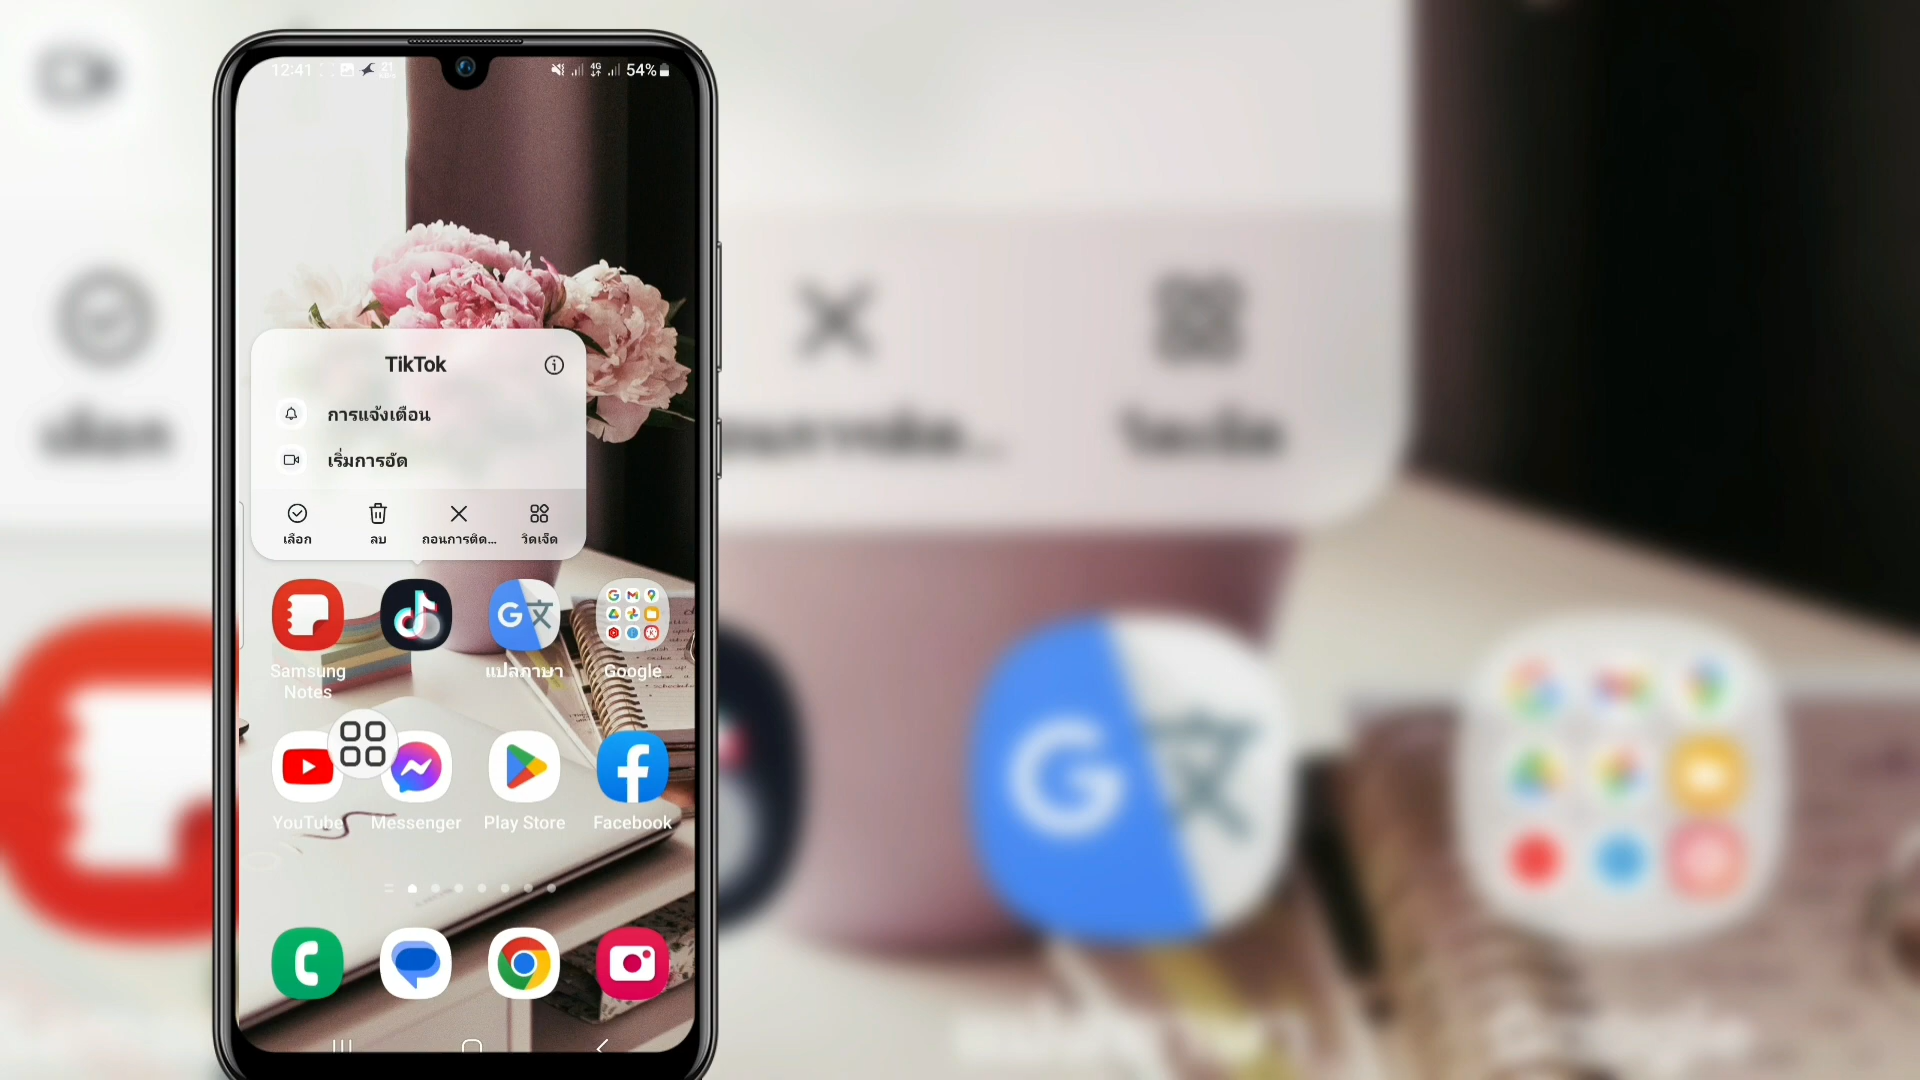 12:41
54%
TikTok
การแจ้งเตือน
เริ่มการอัด
เลือก
ลบ
ถอนการติด...
วิดเจ็ต
Samsung
Notes
แปลภาษา
Google
YouTube
Messenger
Play Store
Facebook